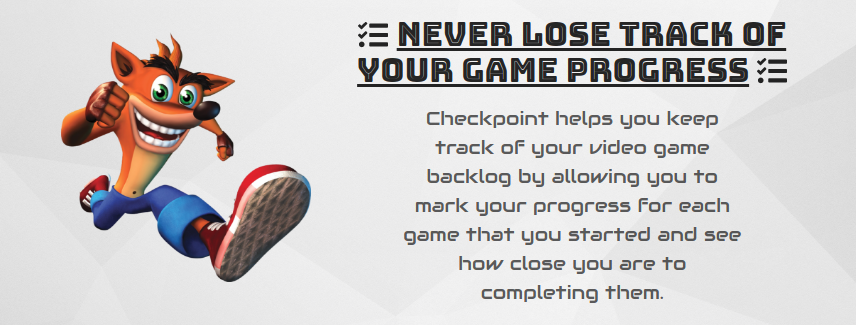 NEVER LOSE TRACK OF
YOUR GAME PROGRESS
Checkpoint helps you keep
track of your video game
backlog by allowing you to
mark your progress for each
game that you started and see
how close you are to
completing them.